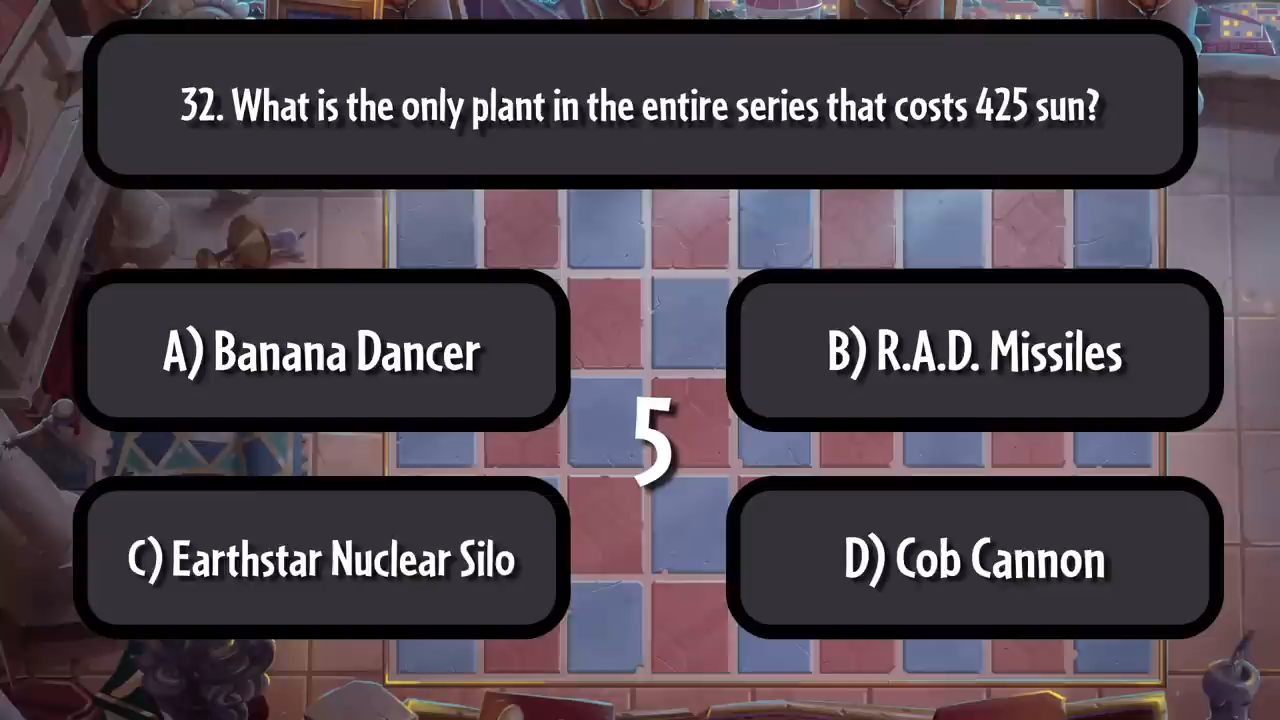 32. What is the only plant in the entire series that costs 425 sun?
A) Banana Dancer
B) R.A.D. Missiles
5
C) Earthstar Nuclear Silo
D) Cob Cannon